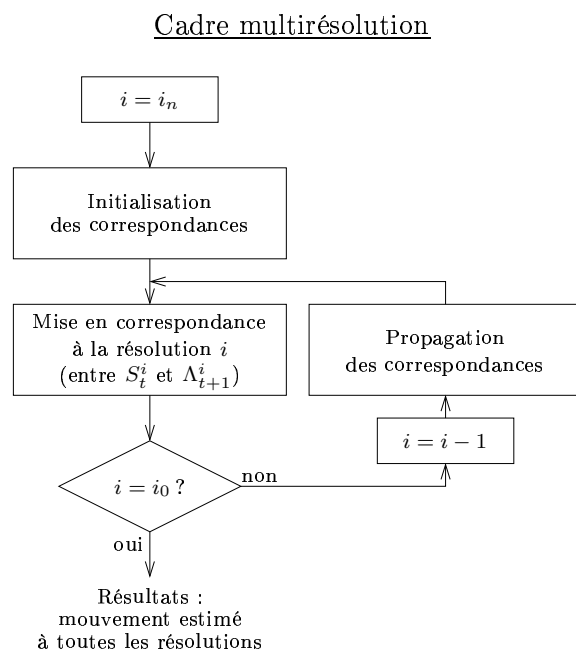 Cadre multirésolution
i = i_n
Initialisation
des correspondances
Mise en correspondance
à la résolution i
(entre S_t^i et Λ_{t+1}^i)
Propagation
des correspondances
i = i − 1
i = i_0 ?
non
oui
Résultats :
mouvement estimé
à toutes les résolutions